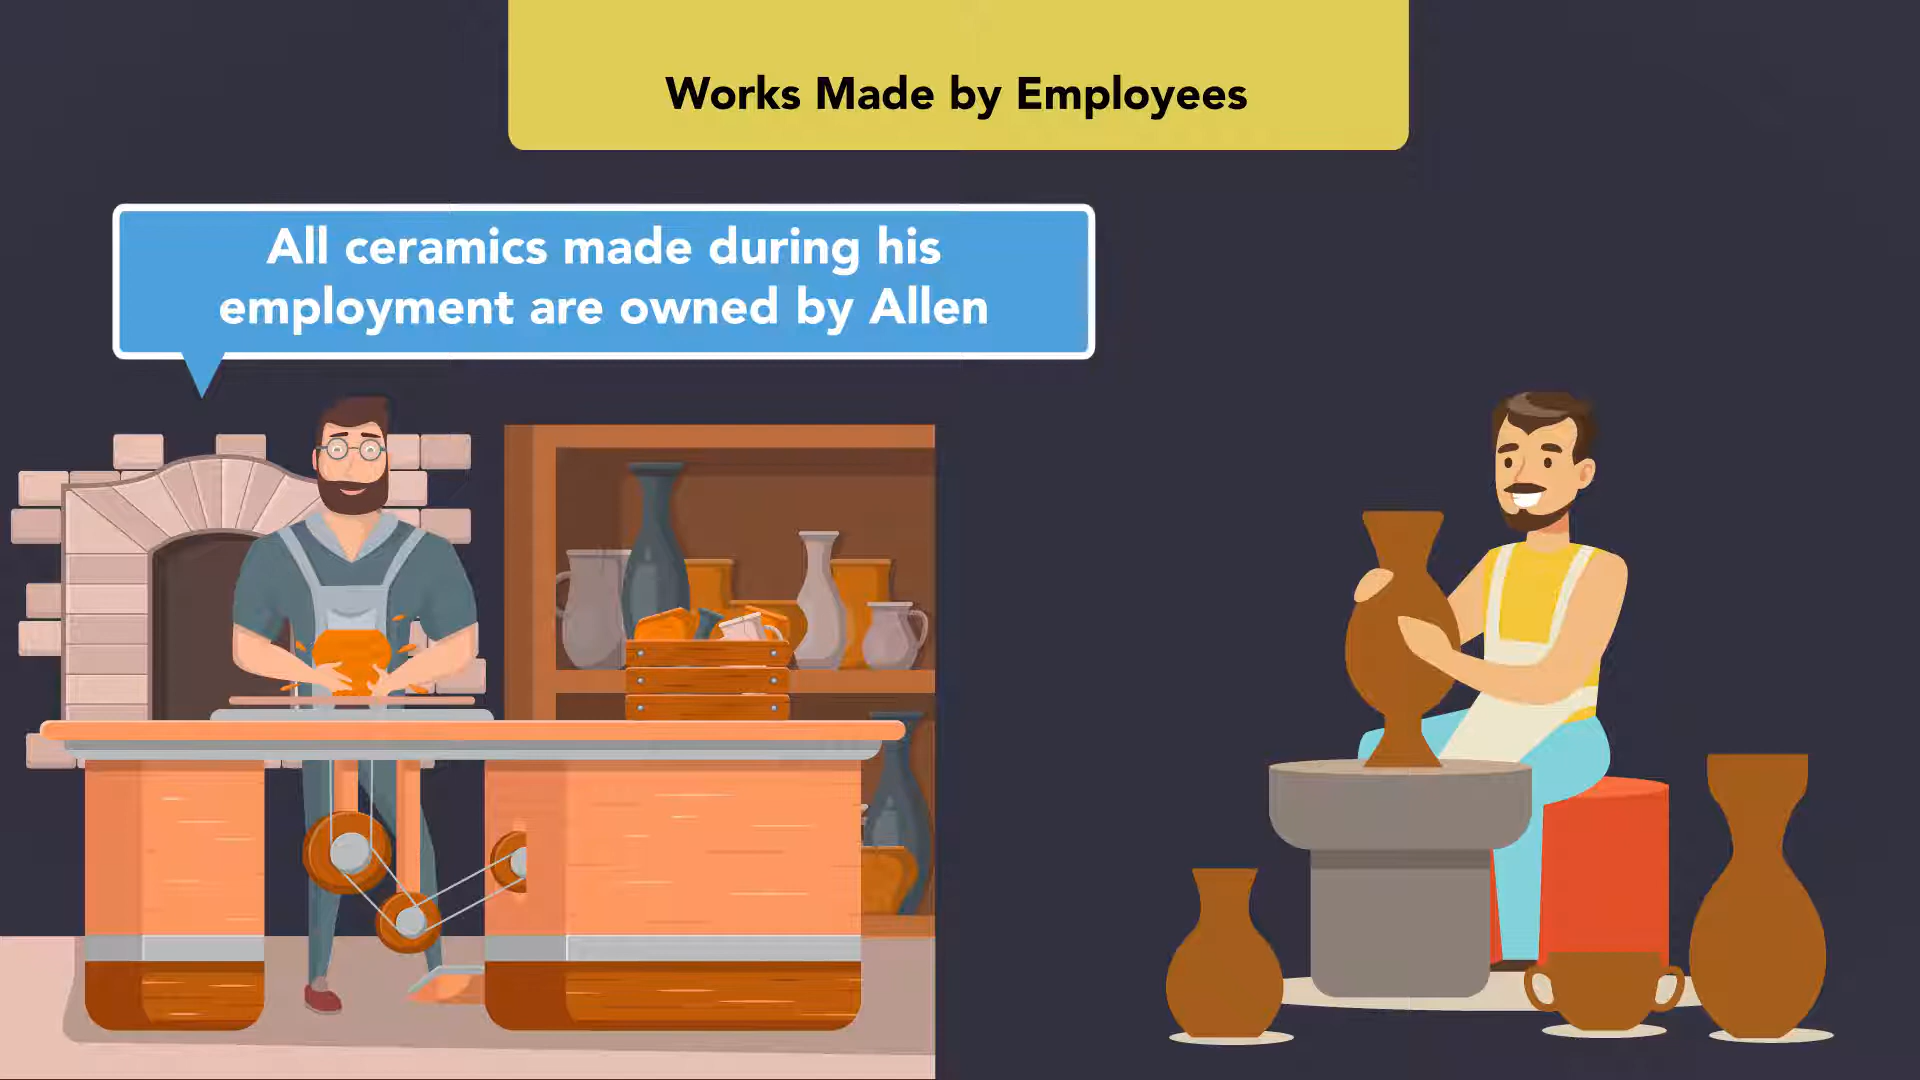 Works Made by Employees
All ceramics made during his
employment are owned by Allen